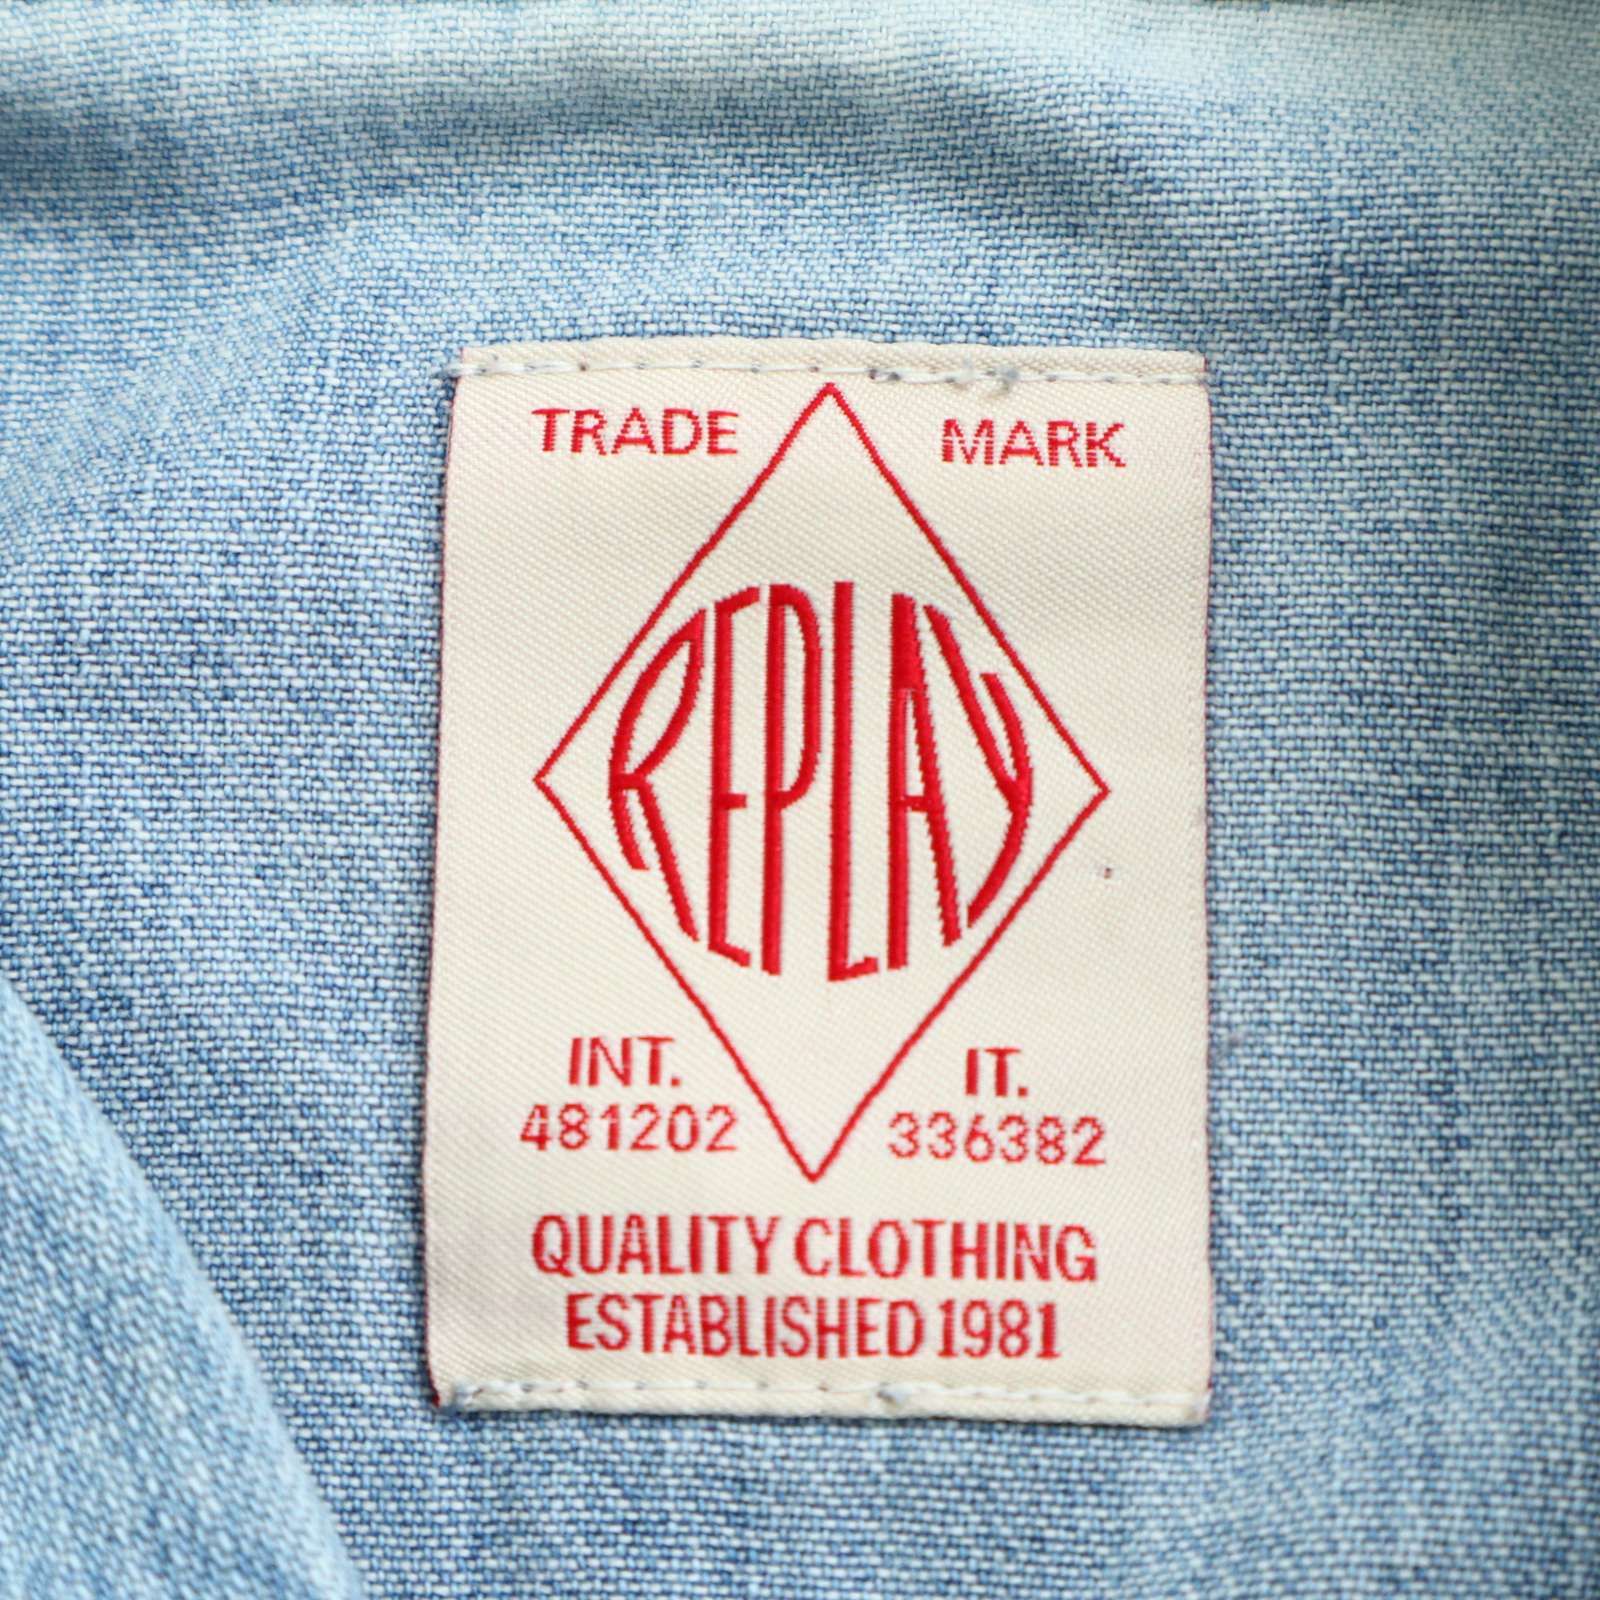 TRADE MARK
REPLAY
INT. IT.
481202 336382
QUALITY CLOTHING
ESTABLISHED 1981